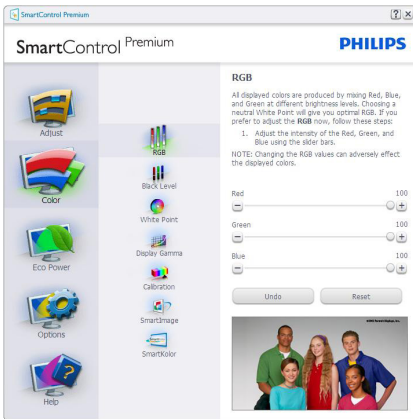 SmartControl Premium
SmartControl Premium
PHILIPS
Adjust
Color
Eco Power
Options
Help
RGB
Black Level
White Point
Display Gamma
Calibration
SmartImage
SmartKolor
RGB
All displayed colors are produced by mixing Red, Blue,
and Green at different brightness levels. Choosing a
neutral White Point will give you optimal RGB. If you
prefer to adjust the RGB now, follow these steps:
1. Adjust the intensity of the Red, Green, and
Blue using the slider bars.
NOTE: Changing the RGB values can adversely effect
the displayed colors.
Red 100
Green 100
Blue 100
Undo Reset